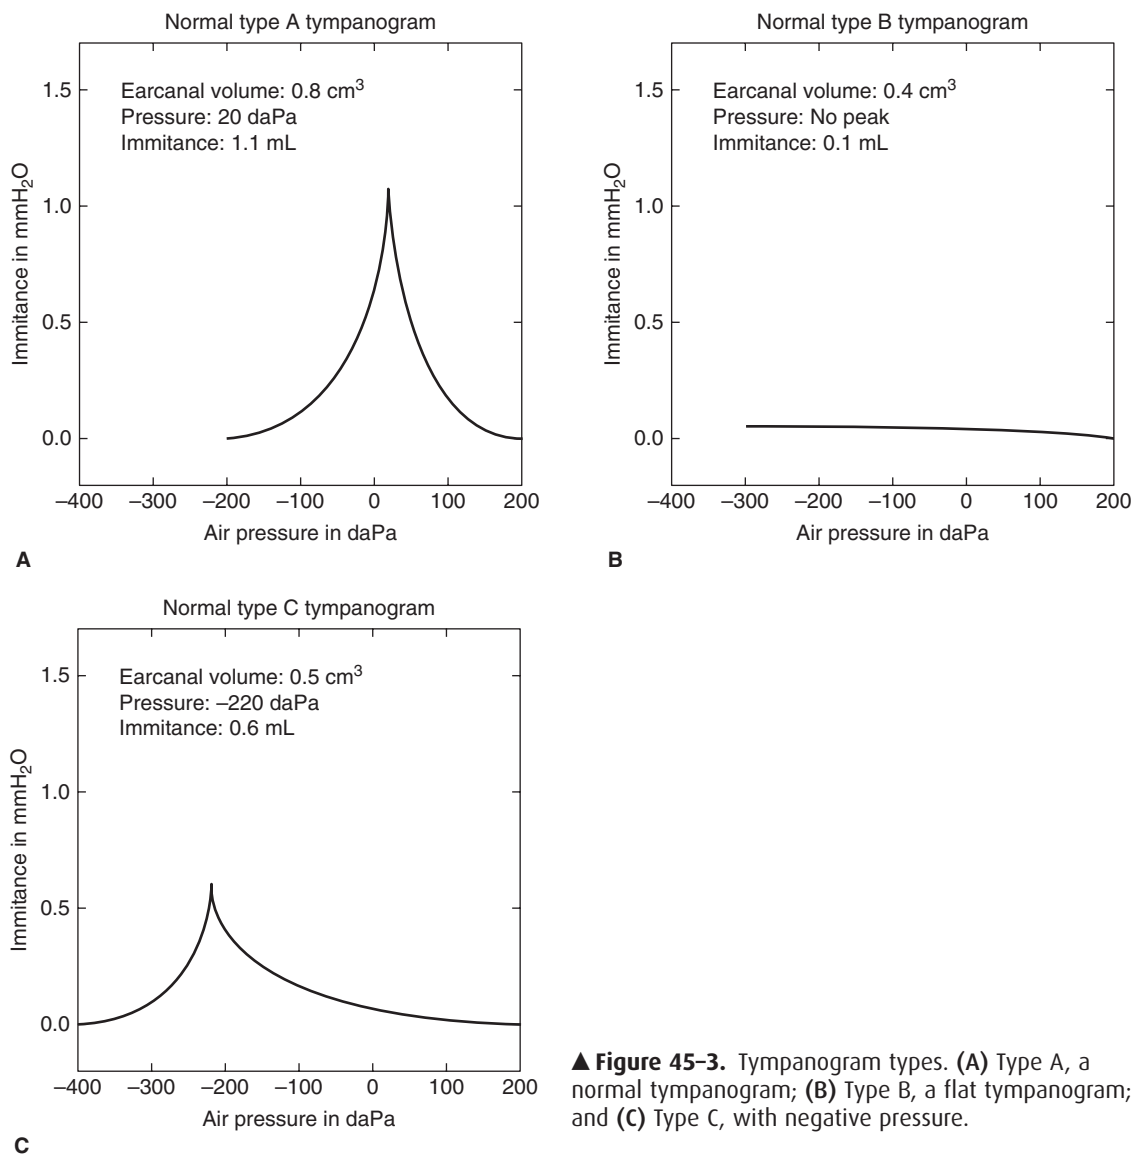 Normal type A tympanogram
Earcanal volume: 0.8 cm³
Pressure: 20 daPa
Immitance: 1.1 mL
Immitance in mmH₂O
1.5
1.0
0.5
0.0
–400 –300 –200 –100 0 100 200
Air pressure in daPa
A
Normal type B tympanogram
Earcanal volume: 0.4 cm³
Pressure: No peak
Immitance: 0.1 mL
Immitance in mmH₂O
1.5
1.0
0.5
0.0
–400 –300 –200 –100 0 100 200
Air pressure in daPa
B
Normal type C tympanogram
Earcanal volume: 0.5 cm³
Pressure: –220 daPa
Immitance: 0.6 mL
Immitance in mmH₂O
1.5
1.0
0.5
0.0
–400 –300 –200 –100 0 100 200
Air pressure in daPa
C
▲ Figure 45–3. Tympanogram types. (A) Type A, a
normal tympanogram; (B) Type B, a flat tympanogram;
and (C) Type C, with negative pressure.